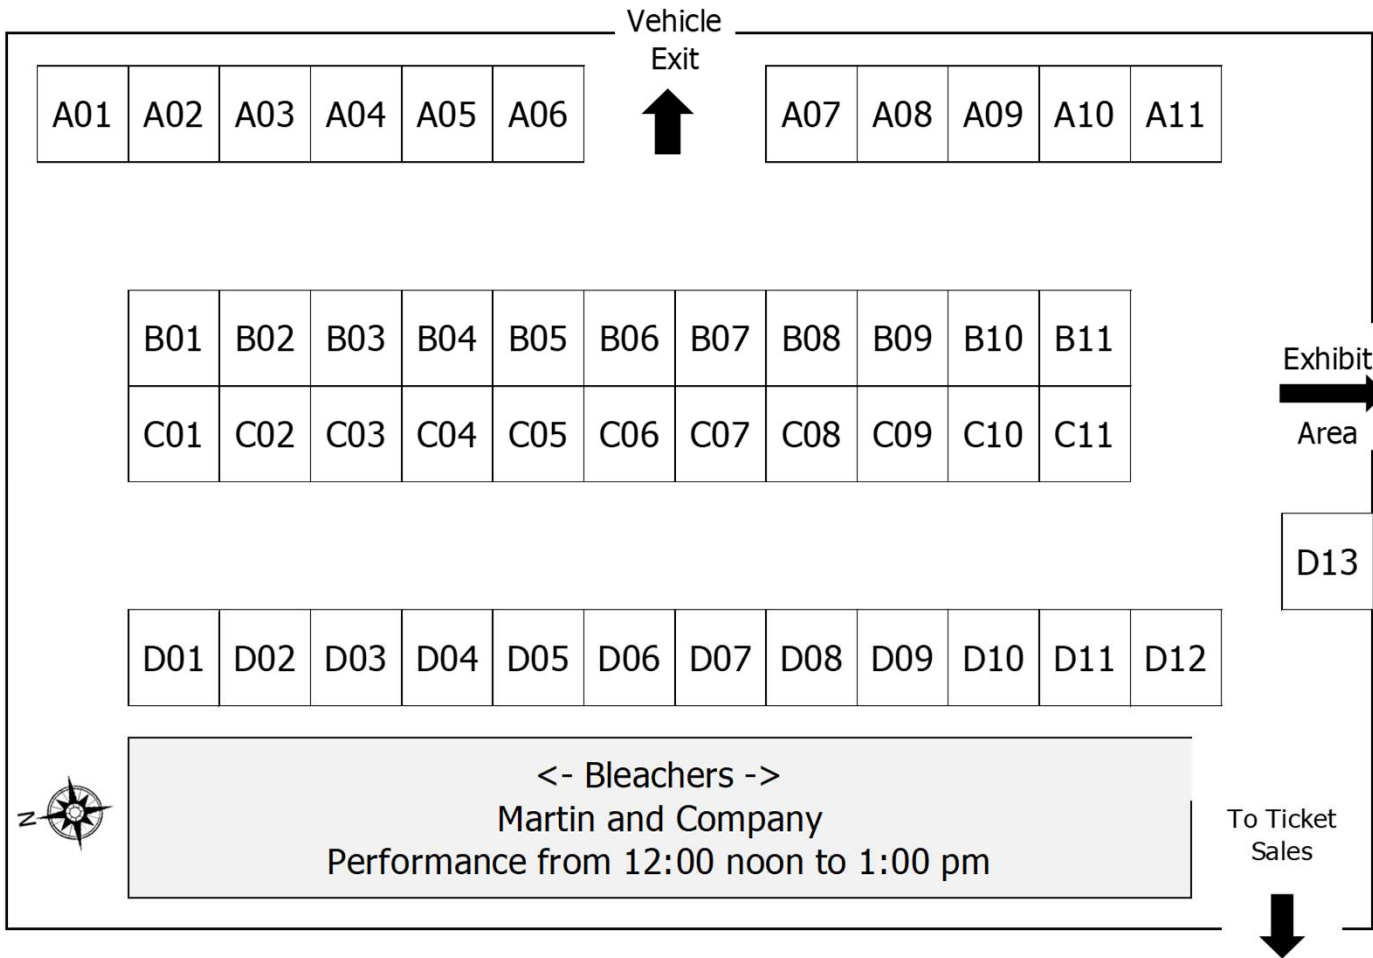 Vehicle
Exit
A01 A02 A03 A04 A05 A06 A07 A08 A09 A10 A11
B01 B02 B03 B04 B05 B06 B07 B08 B09 B10 B11
Exhibit
C01 C02 C03 C04 C05 C06 C07 C08 C09 C10 C11
Area
D13
D01 D02 D03 D04 D05 D06 D07 D08 D09 D10 D11 D12
<- Bleachers ->
Martin and Company
Performance from 12:00 noon to 1:00 pm
N
To Ticket
Sales